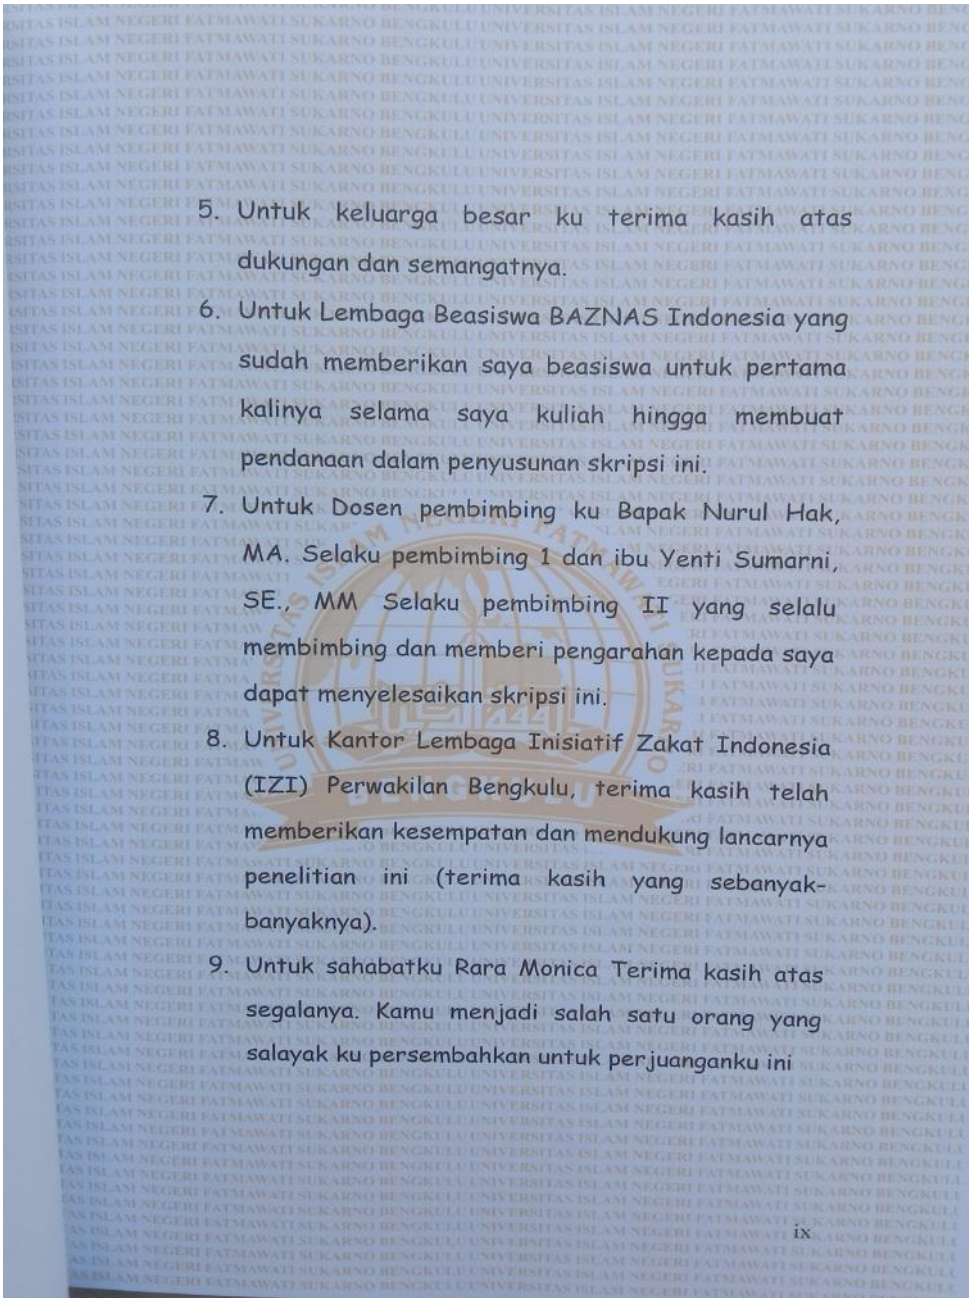 5. Untuk keluarga besar ku terima kasih atas
dukungan dan semangatnya.
6. Untuk Lembaga Beasiswa BAZNAS Indonesia yang
sudah memberikan saya beasiswa untuk pertama
kalinya selama saya kuliah hingga membuat
pendanaan dalam penyusunan skripsi ini.
7. Untuk Dosen pembimbing ku Bapak Nurul Hak,
MA. Selaku pembimbing 1 dan ibu Yenti Sumarni,
SE., MM Selaku pembimbing II yang selalu
membimbing dan memberi pengarahan kepada saya
dapat menyelesaikan skripsi ini.
8. Untuk Kantor Lembaga Inisiatif Zakat Indonesia
(IZI) Perwakilan Bengkulu, terima kasih telah
memberikan kesempatan dan mendukung lancarnya
penelitian ini (terima kasih yang sebanyak-
banyaknya).
9. Untuk sahabatku Rara Monica Terima kasih atas
segalanya. Kamu menjadi salah satu orang yang
salayak ku persembahkan untuk perjuanganku ini
ix
UNIVERSITAS ISLAM NEGERI FATMAWATI SUKARNO
BENGKULU